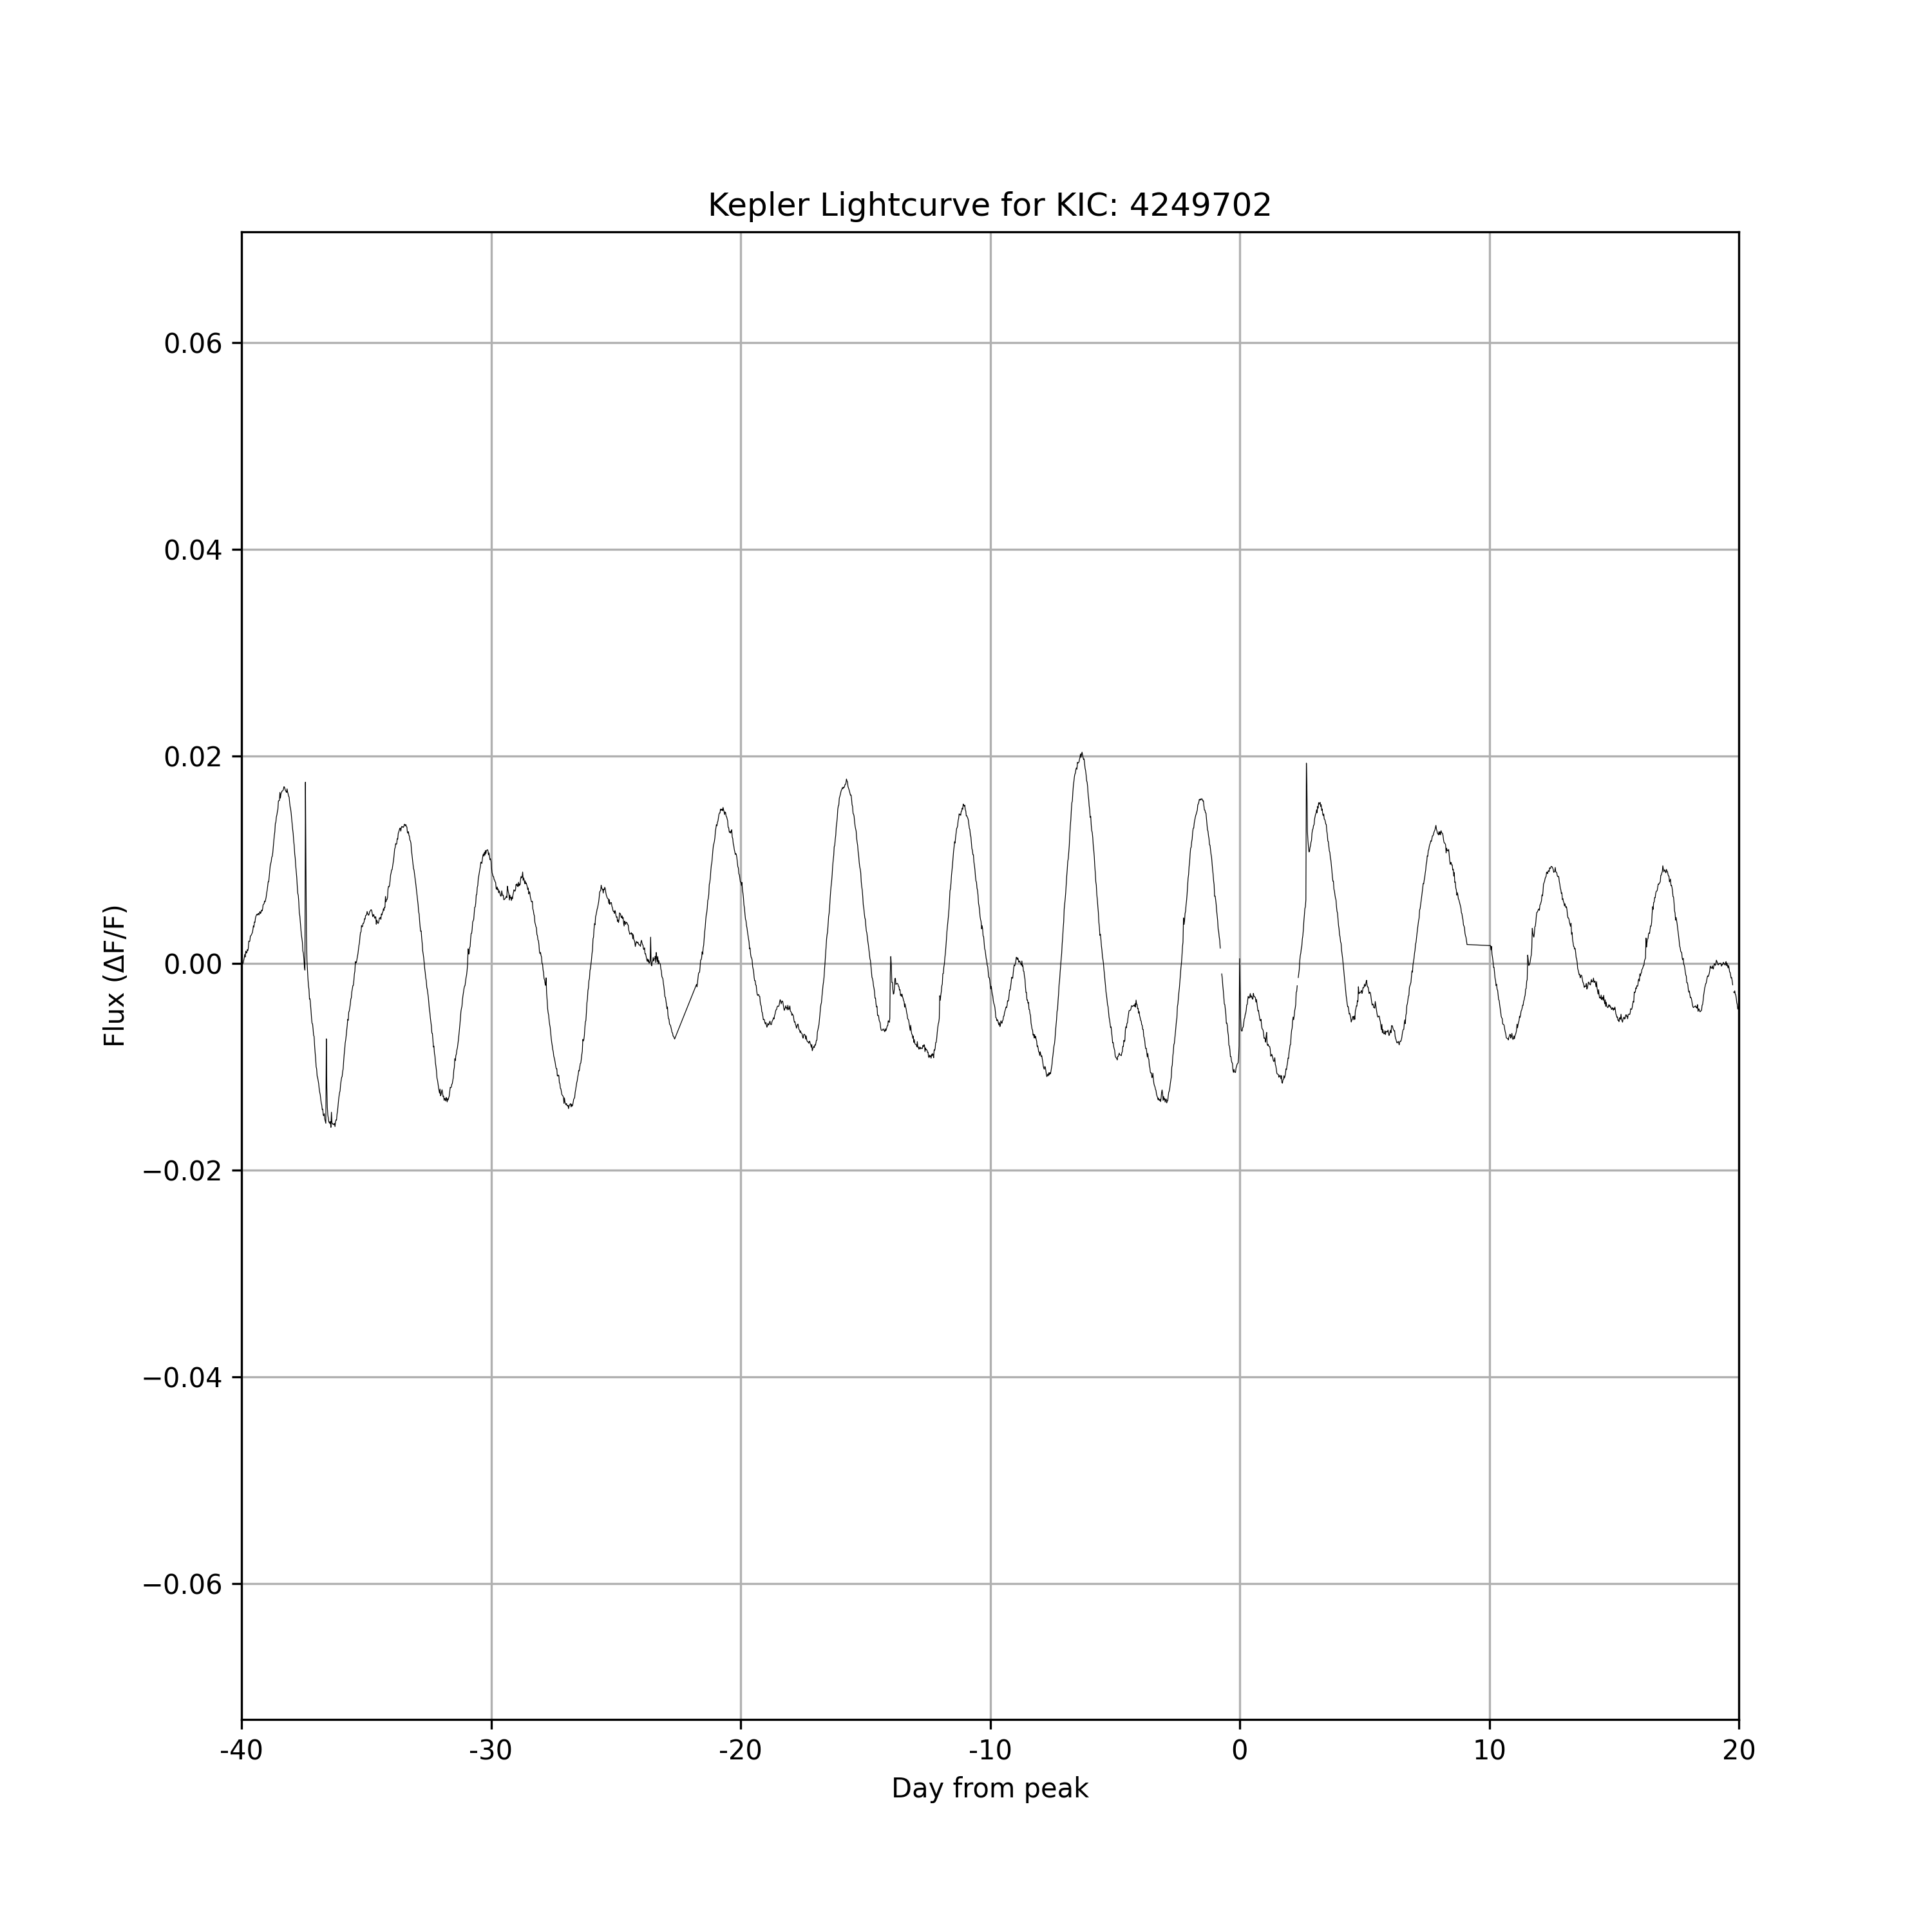 Kepler Lightcurve for KIC: 4249702
Flux (ΔF/F)
0.06
0.04
0.02
0.00
−0.02
−0.04
−0.06
-40 -30 -20 -10 0 10 20
Day from peak